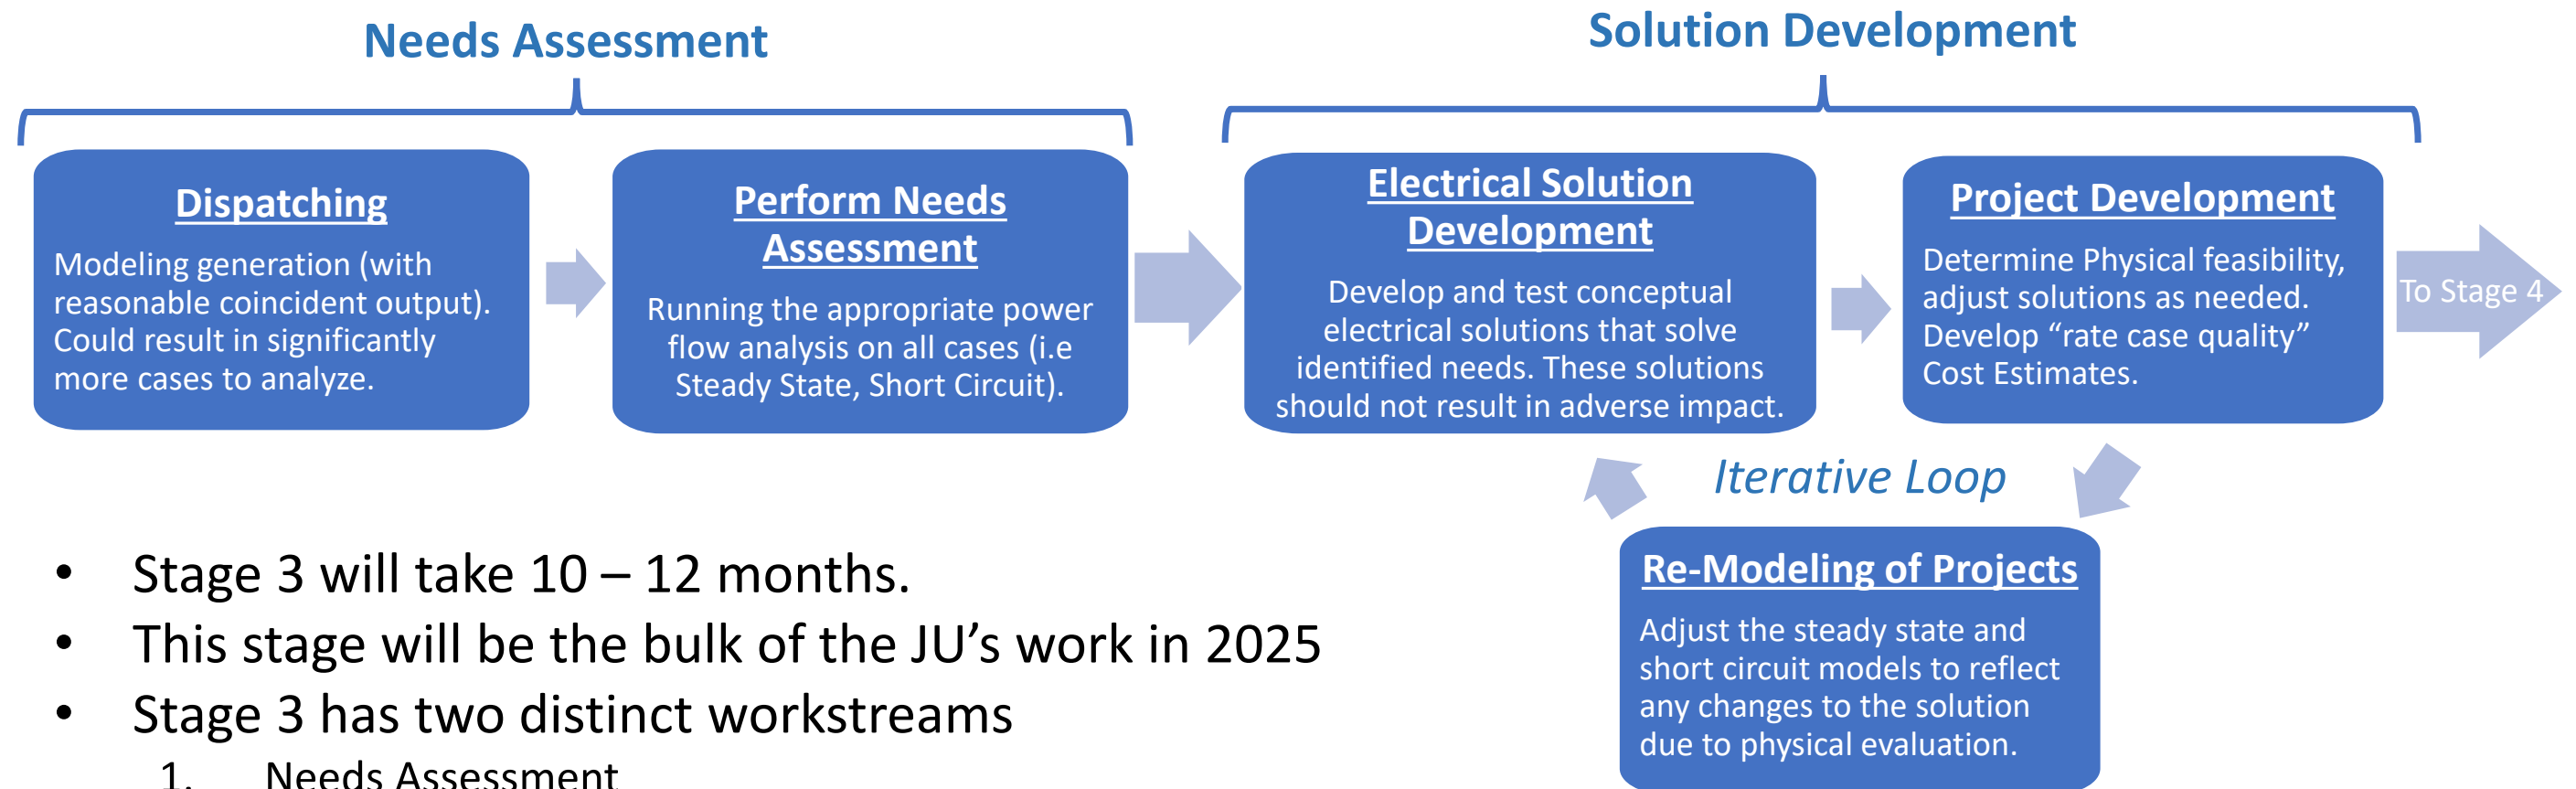 Needs Assessment
Solution Development
Dispatching
Modeling generation (with
reasonable coincident output).
Could result in significantly
more cases to analyze.
Perform Needs
Assessment
Running the appropriate power
flow analysis on all cases (i.e
Steady State, Short Circuit).
Electrical Solution
Development
Develop and test conceptual
electrical solutions that solve
identified needs. These solutions
should not result in adverse impact.
Project Development
Determine Physical feasibility,
adjust solutions as needed.
Develop “rate case quality”
Cost Estimates.
To Stage 4
Iterative Loop
Re-Modeling of Projects
Adjust the steady state and
short circuit models to reflect
any changes to the solution
due to physical evaluation.
• Stage 3 will take 10 – 12 months.
• This stage will be the bulk of the JU’s work in 2025
• Stage 3 has two distinct workstreams
1. Needs Assessment